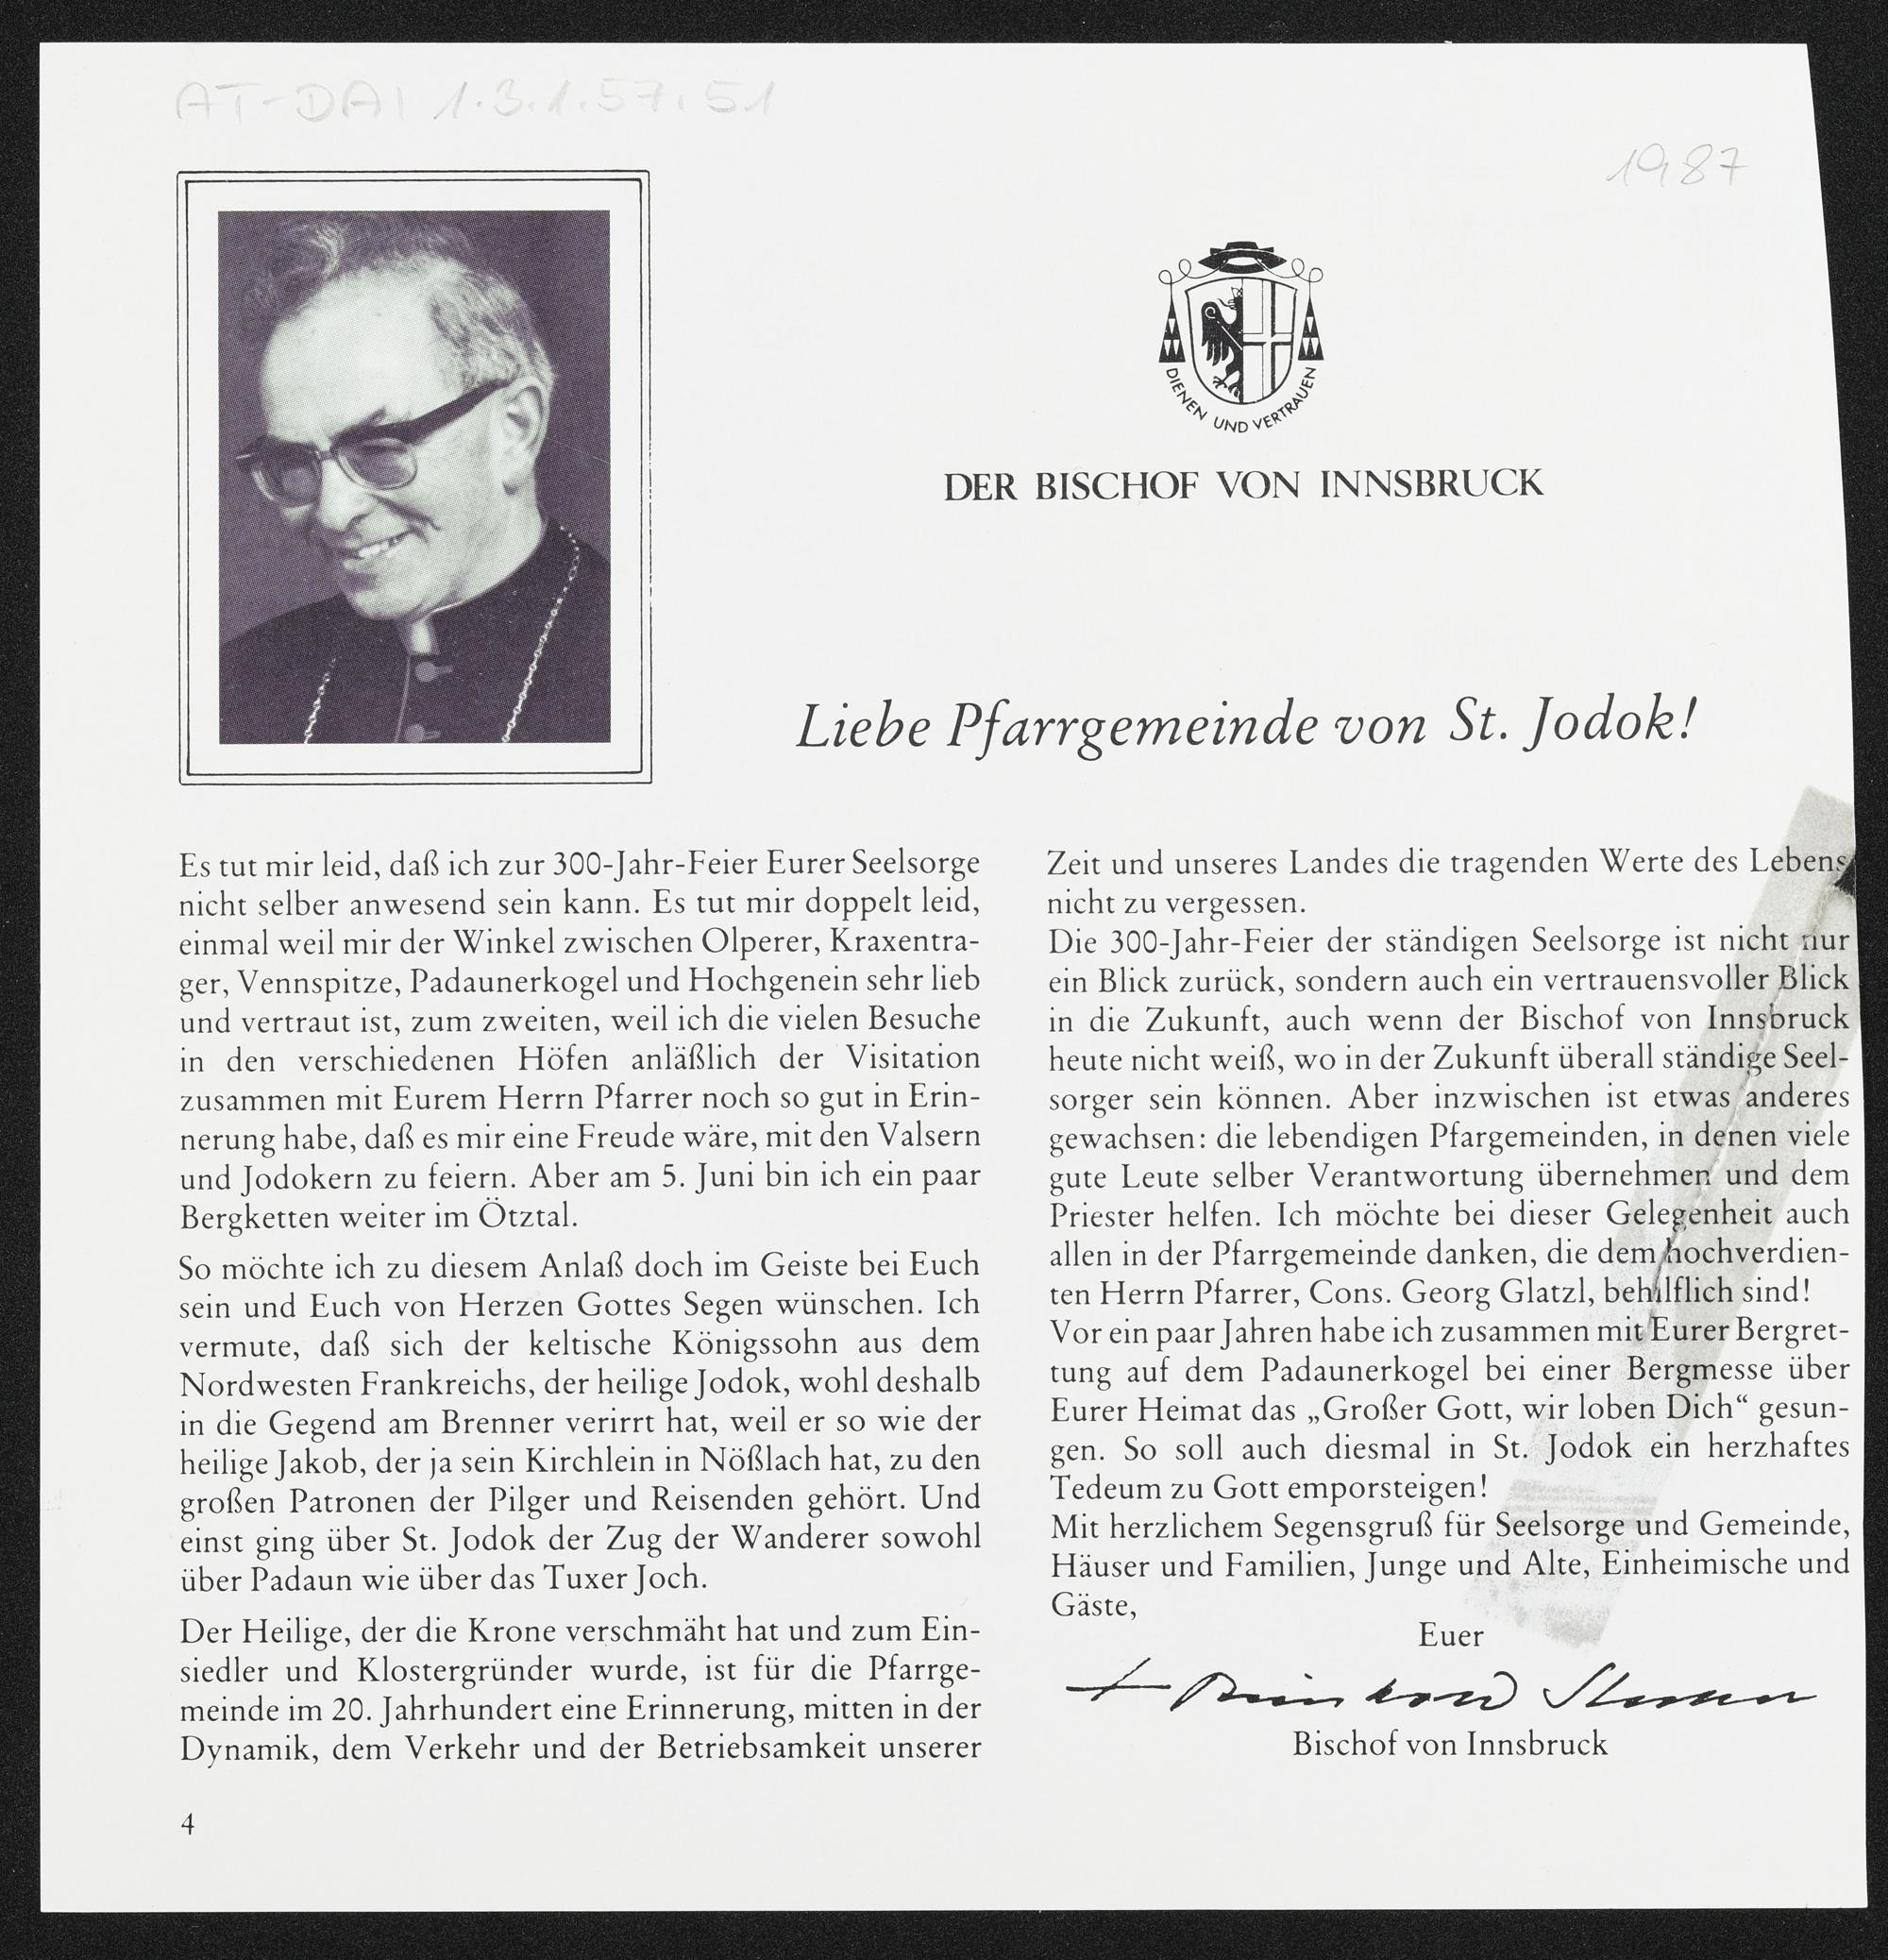 AT-DAI 1.3.1.57.51
1987
DIENEN UND VERTRAUEN
DER BISCHOF VON INNSBRUCK
Liebe Pfarrgemeinde von St. Jodok!
Es tut mir leid, daß ich zur 300-Jahr-Feier Eurer Seelsorge
nicht selber anwesend sein kann. Es tut mir doppelt leid,
einmal weil mir der Winkel zwischen Olperer, Kraxentra-
ger, Vennspitze, Padaunerkogel und Hochgenein sehr lieb
und vertraut ist, zum zweiten, weil ich die vielen Besuche
in den verschiedenen Höfen anläßlich der Visitation
zusammen mit Eurem Herrn Pfarrer noch so gut in Erin-
nerung habe, daß es mir eine Freude wäre, mit den Valsern
und Jodokern zu feiern. Aber am 5. Juni bin ich ein paar
Bergketten weiter im Ötztal.
So möchte ich zu diesem Anlaß doch im Geiste bei Euch
sein und Euch von Herzen Gottes Segen wünschen. Ich
vermute, daß sich der keltische Königssohn aus dem
Nordwesten Frankreichs, der heilige Jodok, wohl deshalb
in die Gegend am Brenner verirrt hat, weil er so wie der
heilige Jakob, der ja sein Kirchlein in Nößlach hat, zu den
großen Patronen der Pilger und Reisenden gehört. Und
einst ging über St. Jodok der Zug der Wanderer sowohl
über Padaun wie über das Tuxer Joch.
Der Heilige, der die Krone verschmäht hat und zum Ein-
siedler und Klostergründer wurde, ist für die Pfarrge-
meinde im 20. Jahrhundert eine Erinnerung, mitten in der
Dynamik, dem Verkehr und der Betriebsamkeit unserer
Zeit und unseres Landes die tragenden Werte des Lebens
nicht zu vergessen.
Die 300-Jahr-Feier der ständigen Seelsorge ist nicht nur
ein Blick zurück, sondern auch ein vertrauensvoller Blick
in die Zukunft, auch wenn der Bischof von Innsbruck
heute nicht weiß, wo in der Zukunft überall ständige Seel-
sorger sein können. Aber inzwischen ist etwas anderes
gewachsen: die lebendigen Pfargemeinden, in denen viele
gute Leute selber Verantwortung übernehmen und dem
Priester helfen. Ich möchte bei dieser Gelegenheit auch
allen in der Pfarrgemeinde danken, die dem hochverdien-
ten Herrn Pfarrer, Cons. Georg Glatzl, behilflich sind!
Vor ein paar Jahren habe ich zusammen mit Eurer Bergret-
tung auf dem Padaunerkogel bei einer Bergmesse über
Eurer Heimat das „Großer Gott, wir loben Dich“ gesun-
gen. So soll auch diesmal in St. Jodok ein herzhaftes
Tedeum zu Gott emporsteigen!
Mit herzlichem Segensgruß für Seelsorge und Gemeinde,
Häuser und Familien, Junge und Alte, Einheimische und
Gäste,
Euer
+ Reinhold Stecher
Bischof von Innsbruck
4